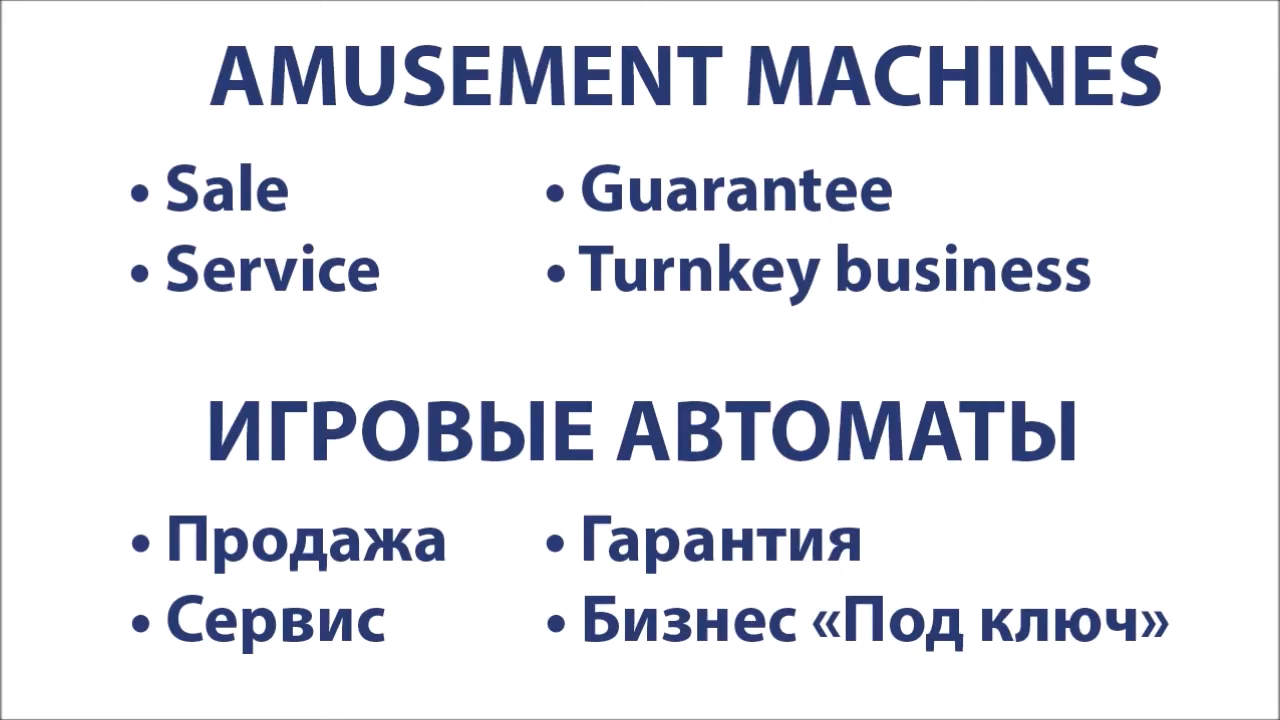 AMUSEMENT MACHINES
• Sale
• Service
• Guarantee
• Turnkey business
ИГРОВЫЕ АВТОМАТЫ
• Продажа
• Сервис
• Гарантия
• Бизнес «Под ключ»